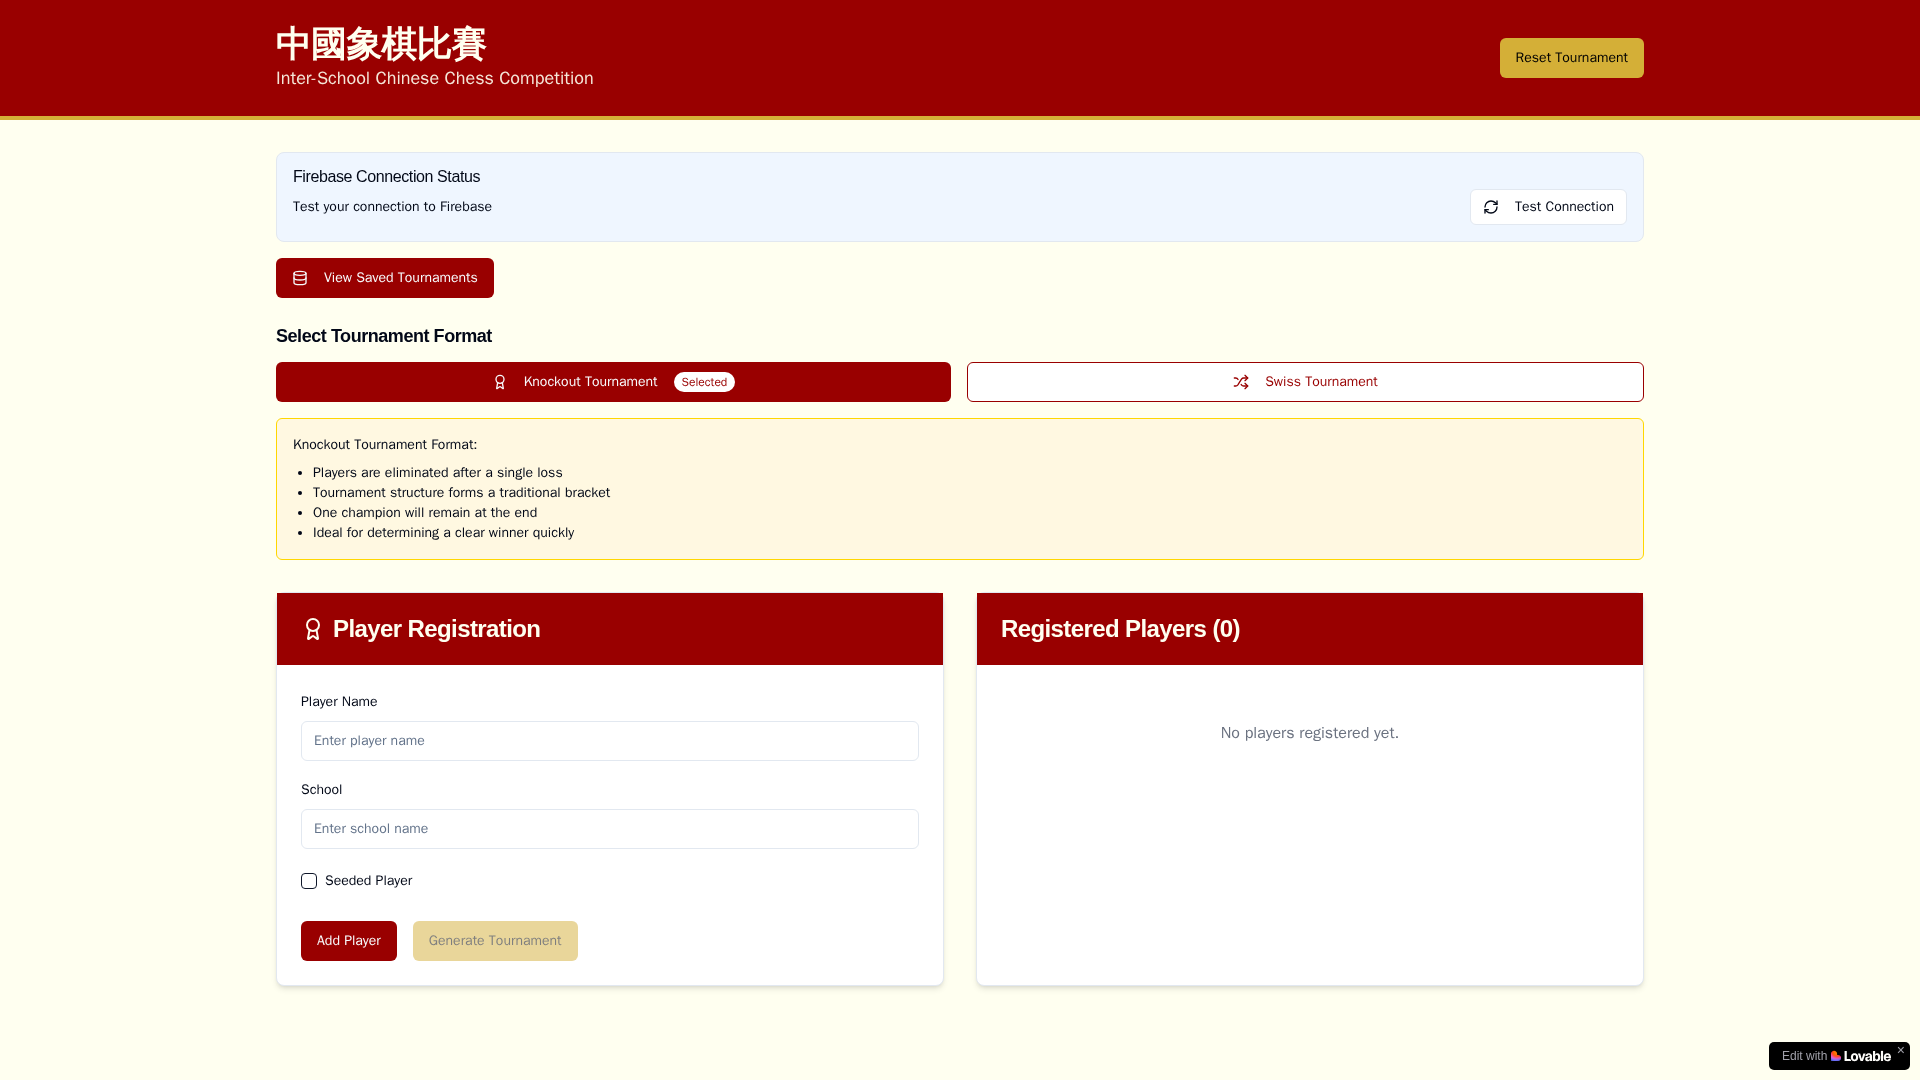 中國象棋比賽
Inter-School Chinese Chess Competition
Reset Tournament
Firebase Connection Status
Test your connection to Firebase
Test Connection
View Saved Tournaments
Select Tournament Format
Knockout Tournament
Selected
Swiss Tournament
Knockout Tournament Format:
Players are eliminated after a single loss
Tournament structure forms a traditional bracket
One champion will remain at the end
Ideal for determining a clear winner quickly
Player Registration
Player Name
Enter player name
School
Enter school name
Seeded Player
Add Player
Generate Tournament
Registered Players (0)
No players registered yet.
Edit with Lovable
×